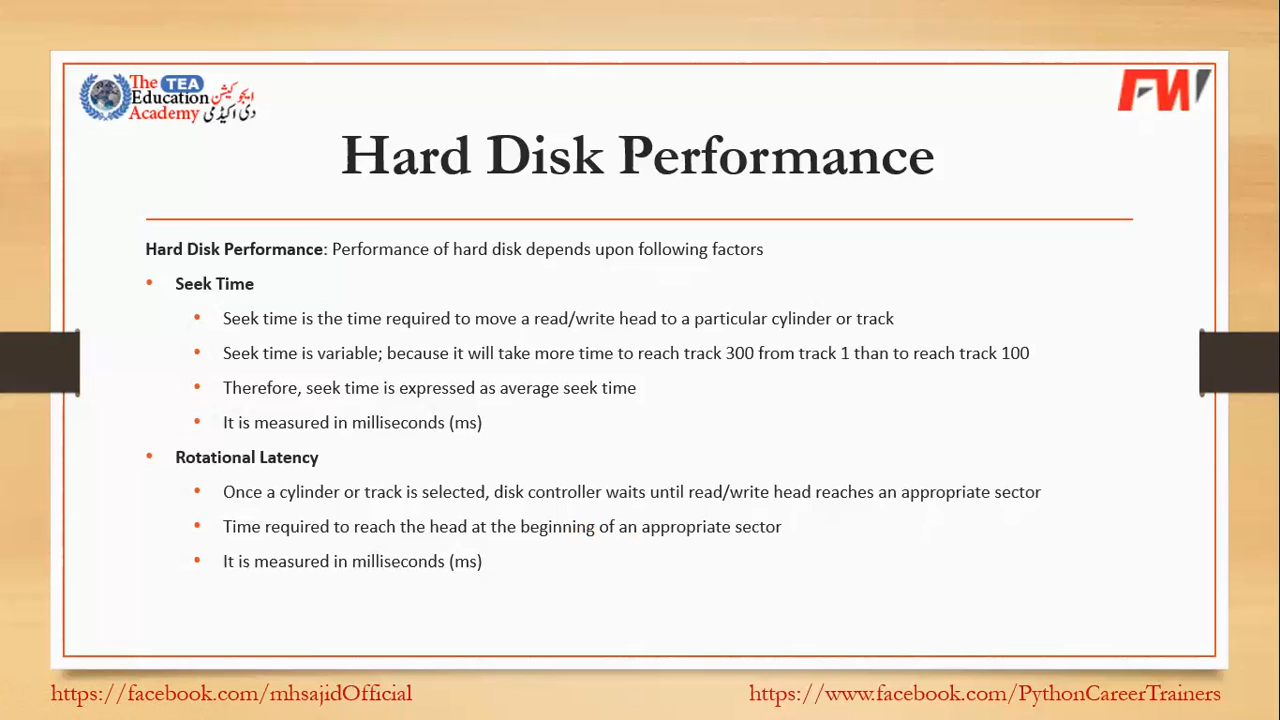 The TEA
Education ایجوکیشن
Academy دی اکیڈمی
FW
Hard Disk Performance
Hard Disk Performance: Performance of hard disk depends upon following factors
• Seek Time
• Seek time is the time required to move a read/write head to a particular cylinder or track
• Seek time is variable; because it will take more time to reach track 300 from track 1 than to reach track 100
• Therefore, seek time is expressed as average seek time
• It is measured in milliseconds (ms)
• Rotational Latency
• Once a cylinder or track is selected, disk controller waits until read/write head reaches an appropriate sector
• Time required to reach the head at the beginning of an appropriate sector
• It is measured in milliseconds (ms)
https://facebook.com/mhsajidOfficial
https://www.facebook.com/PythonCareerTrainers